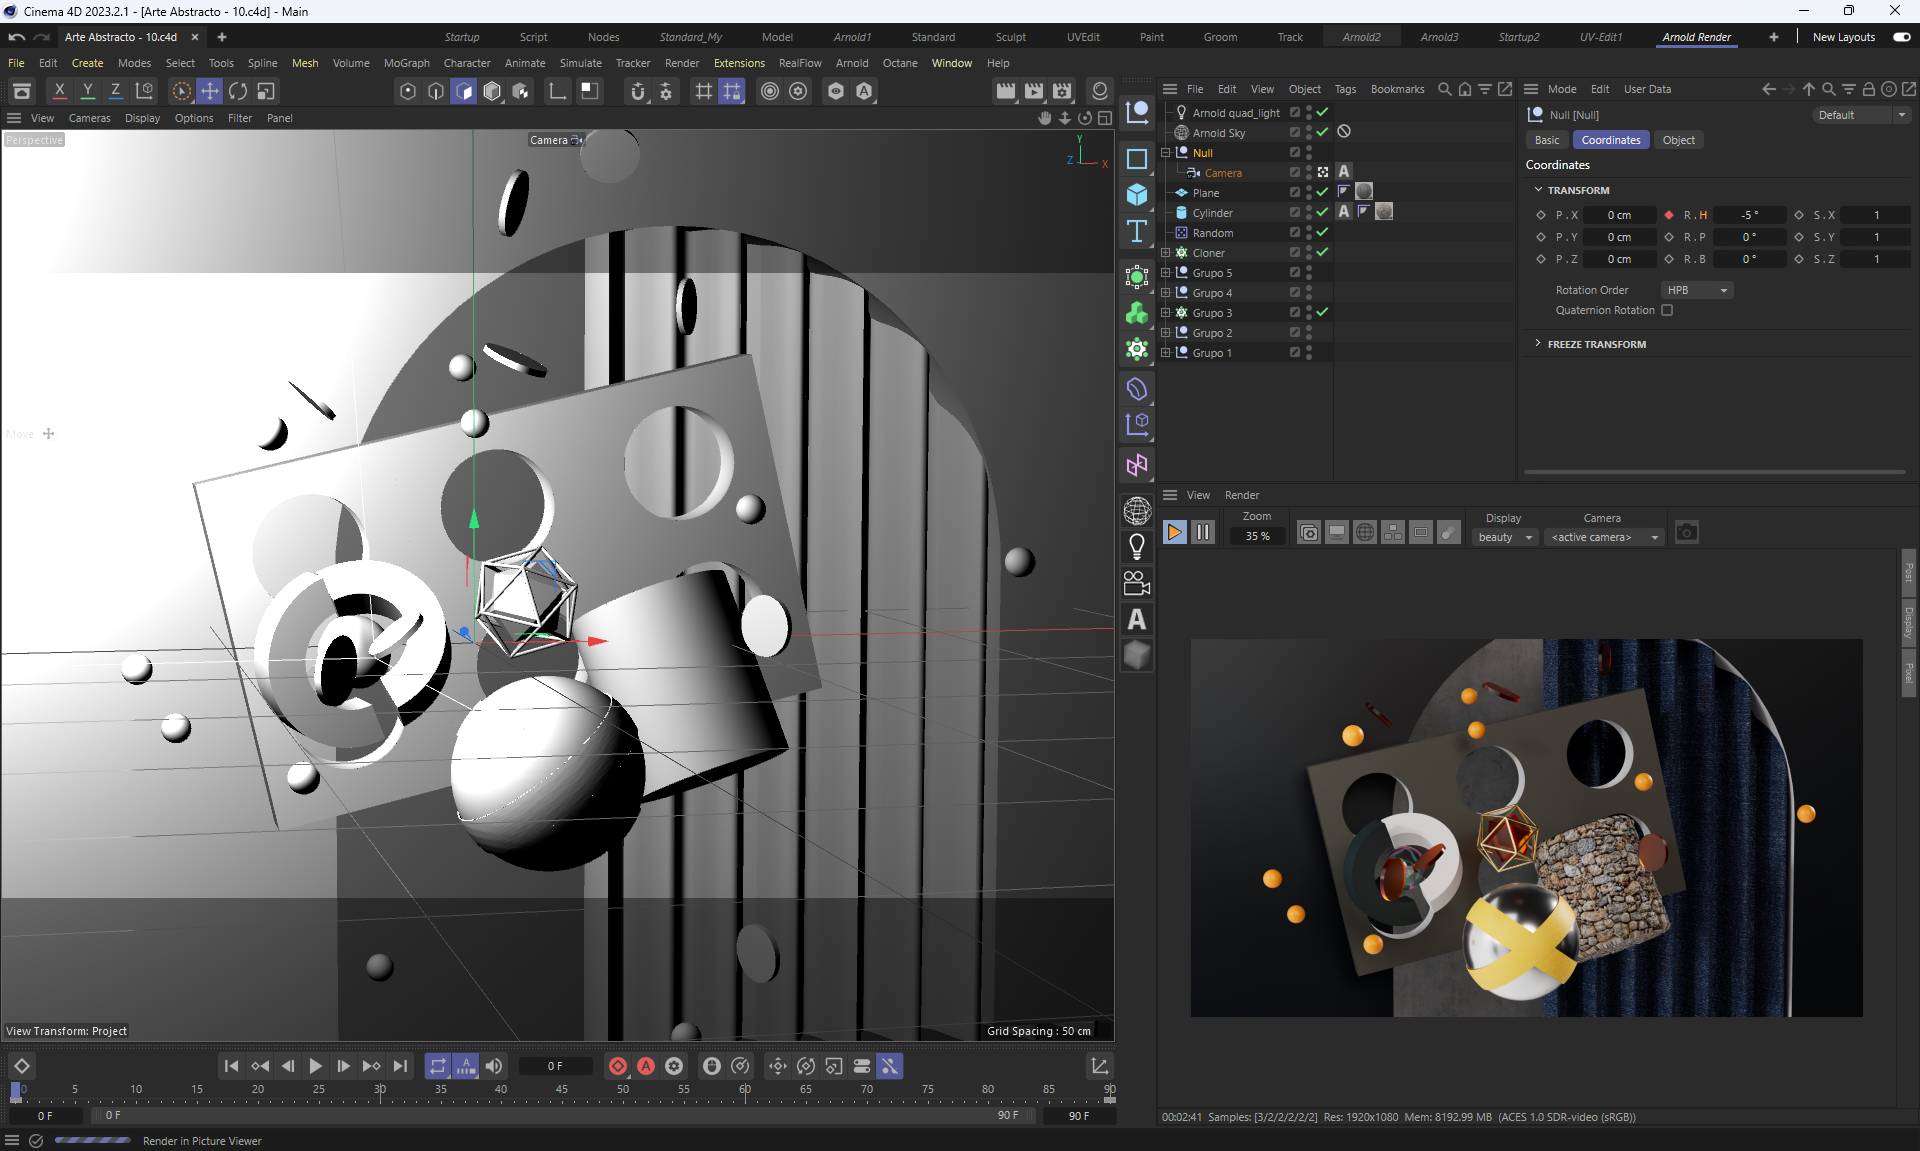 Cinema 4D 2023.2.1 - [Arte Abstracto - 10.c4d] - Main
Arte Abstracto - 10.c4d
Startup Script Nodes Standard_My Model Arnold1 Standard Sculpt UVEdit Paint Groom Track Arnold2 Arnold3 Startup2 UV-Edit1 Arnold Render New Layouts
File Edit Create Modes Select Tools Spline Mesh Volume MoGraph Character Animate Simulate Tracker Render Extensions RealFlow Arnold Octane Window Help
X Y Z
View Cameras Display Options Filter Panel
Perspective
Camera
Y
Z X
Move
View Transform: Project
Grid Spacing : 50 cm
File Edit View Object Tags Bookmarks
Arnold quad_light
Arnold Sky
Null
Camera
Plane
Cylinder
Random
Cloner
Grupo 5
Grupo 4
Grupo 3
Grupo 2
Grupo 1
Mode Edit User Data
Null [Null]
Default
Basic Coordinates Object
Coordinates
TRANSFORM
P . X 0 cm R . H -5 ° S . X 1
P . Y 0 cm R . P 0 ° S . Y 1
P . Z 0 cm R . B 0 ° S . Z 1
Rotation Order HPB
Quaternion Rotation
FREEZE TRANSFORM
View Render
Zoom Display Camera
35 % beauty <active camera>
Post
Display
Pixel
00:02:41 Samples: [3/2/2/2/2/2] Res: 1920x1080 Mem: 8192.99 MB (ACES 1.0 SDR-video (sRGB))
0 F
0 5 10 15 20 25 30 35 40 45 50 55 60 65 70 75 80 85 90
0 F 0 F 90 F 90 F
Render in Picture Viewer